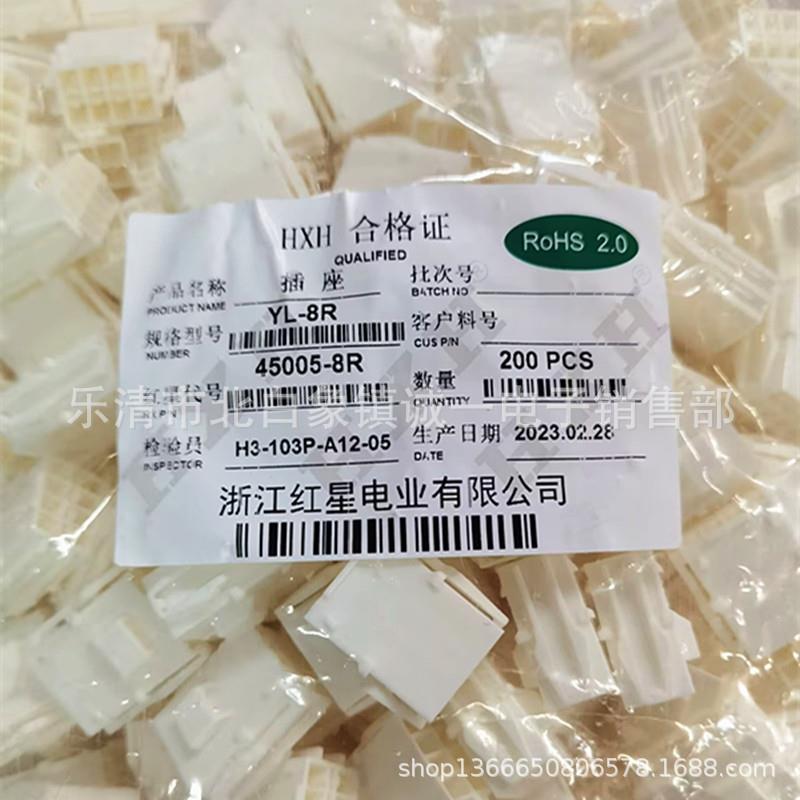 HXH 合格证
QUALIFIED
RoHS 2.0
产品名称 插座
PRODUCT NAME
批次号
BATCH NO
规格型号 YL-8R
NUMBER
客户料号
CUS P/N
45005-8R
数量 200 PCS
QUANTITY
乐清市北白象镇诚一电子销售部
检验员 H3-103P-A12-05
INSPECTOR
生产日期 2023.02.28
DATE
浙江红星电业有限公司
shop1366650806578.1688.com